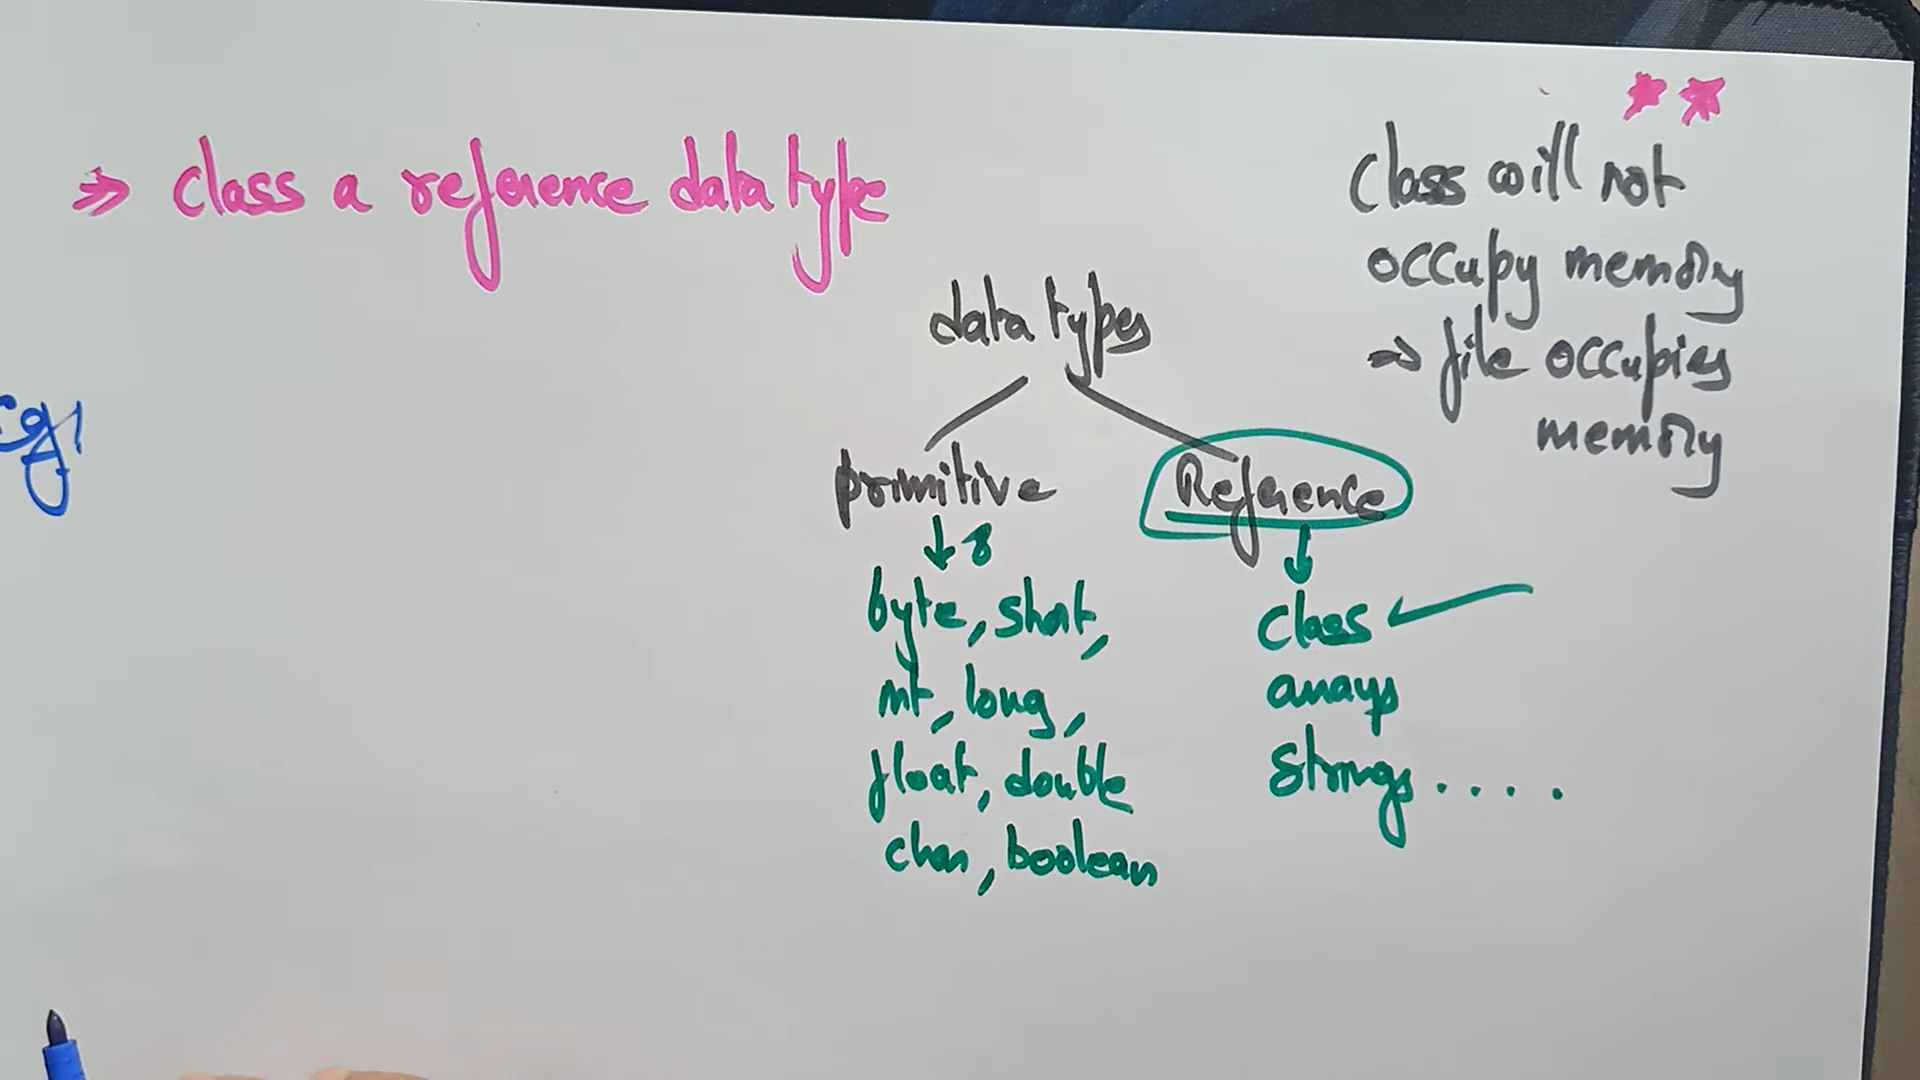 ⇒ class a reference data type
class will not
occupy memory
⇒ file occupies
memory
data types
Eg:
primitive
Reference
↓ 8
↓
byte, short,
int, long,
float, double
char, boolean
class
arrays
Strings . . . .